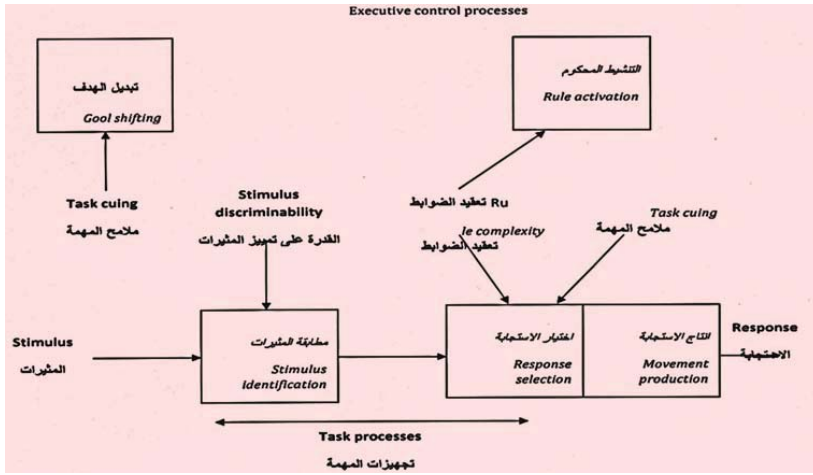 Executive control processes
تبديل الهدف
Gool shifting
التنشيط المحكوم
Rule activation
Task cuing
ملامح المهمة
Stimulus
discriminability
القدرة على تمييز المثيرات
Ru تعقيد الضوابط
le complexity
تعقيد الضوابط
Task cuing
ملامح المهمة
Stimulus
المثيرات
مطابقة المثيرات
Stimulus
identification
اختيار الاستجابة
Response
selection
انتاج الاستجابة
Movement
production
Response
الاحتجابة
Task processes
تجهيزات المهمة